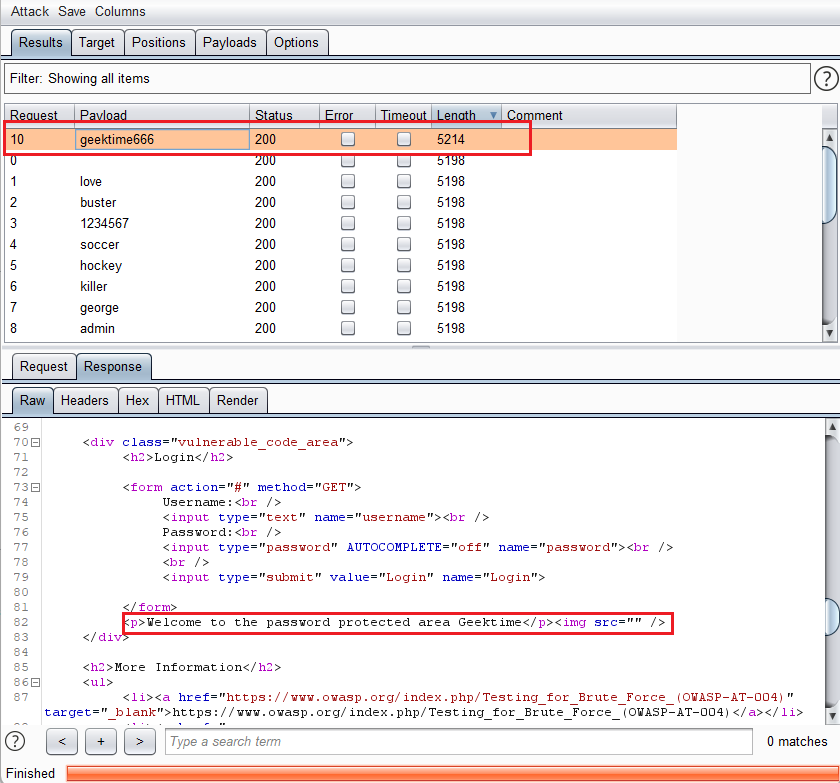 Attack Save Columns
Results Target Positions Payloads Options
Filter: Showing all items ?
Request Payload Status Error Timeout Length ▼ Comment
10 geektime666 200 5214
0 200 5198
1 love 200 5198
2 buster 200 5198
3 1234567 200 5198
4 soccer 200 5198
5 hockey 200 5198
6 killer 200 5198
7 george 200 5198
8 admin 200 5198
Request Response
Raw Headers Hex HTML Render
69
70 <div class="vulnerable_code_area">
71 <h2>Login</h2>
72
73 <form action="#" method="GET">
74 Username:<br />
75 <input type="text" name="username"><br />
76 Password:<br />
77 <input type="password" AUTOCOMPLETE="off" name="password"><br />
78 <br />
79 <input type="submit" value="Login" name="Login">
80
81 </form>
82 <p>Welcome to the password protected area Geektime</p><img src="" />
83 </div>
84
85 <h2>More Information</h2>
86 <ul>
87 <li><a href="https://www.owasp.org/index.php/Testing_for_Brute_Force_(OWASP-AT-004)"
target="_blank">https://www.owasp.org/index.php/Testing_for_Brute_Force_(OWASP-AT-004)</a></li>
? < + > Type a search term 0 matches
Finished